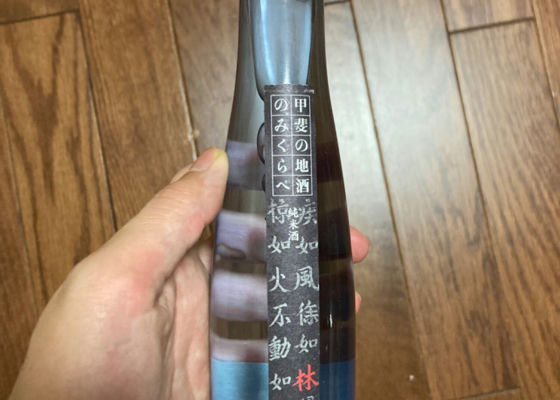 甲斐の地酒
のみくらべ
純米酒
疾如風徐如林
掠如火不動如